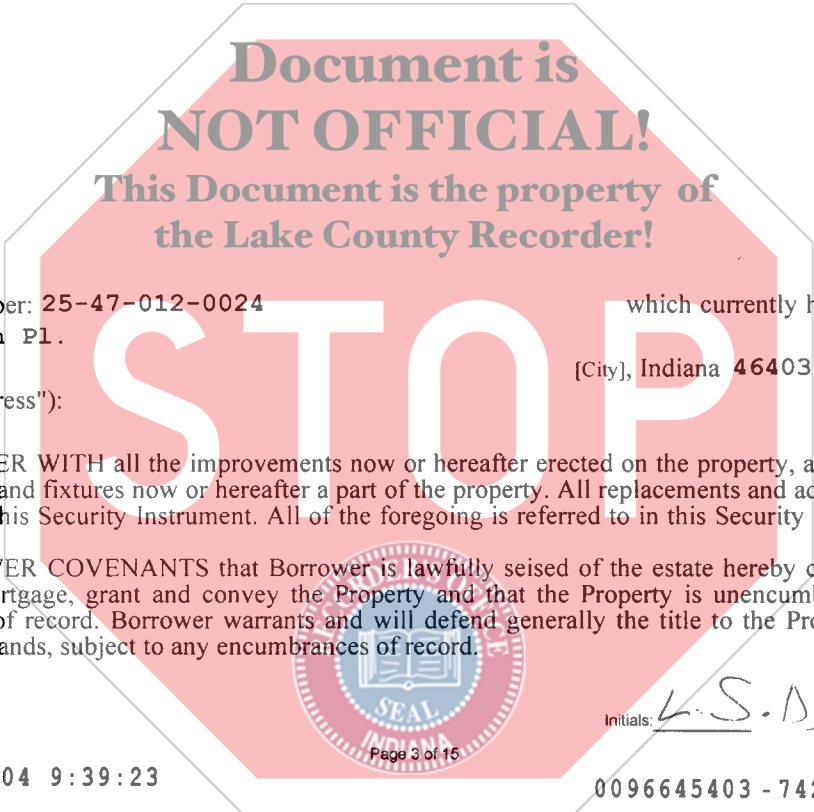 Document is
NOT OFFICIAL!
This Document is the property of
the Lake County Recorder!
ber: 25-47-012-0024 which currently h
Pl.
[City], Indiana 46403
ress"):
STOP
ER WITH all the improvements now or hereafter erected on the property, a
and fixtures now or hereafter a part of the property. All replacements and ad
his Security Instrument. All of the foregoing is referred to in this Security
ER COVENANTS that Borrower is lawfully seised of the estate hereby c
rtgage, grant and convey the Property and that the Property is unencumb
of record. Borrower warrants and will defend generally the title to the Pro
ands, subject to any encumbrances of record.
RECORDER'S OFFICE
SEAL
INDIANA
Initials: L.S.D
Page 3 of 15
04 9:39:23
0096645403 - 742